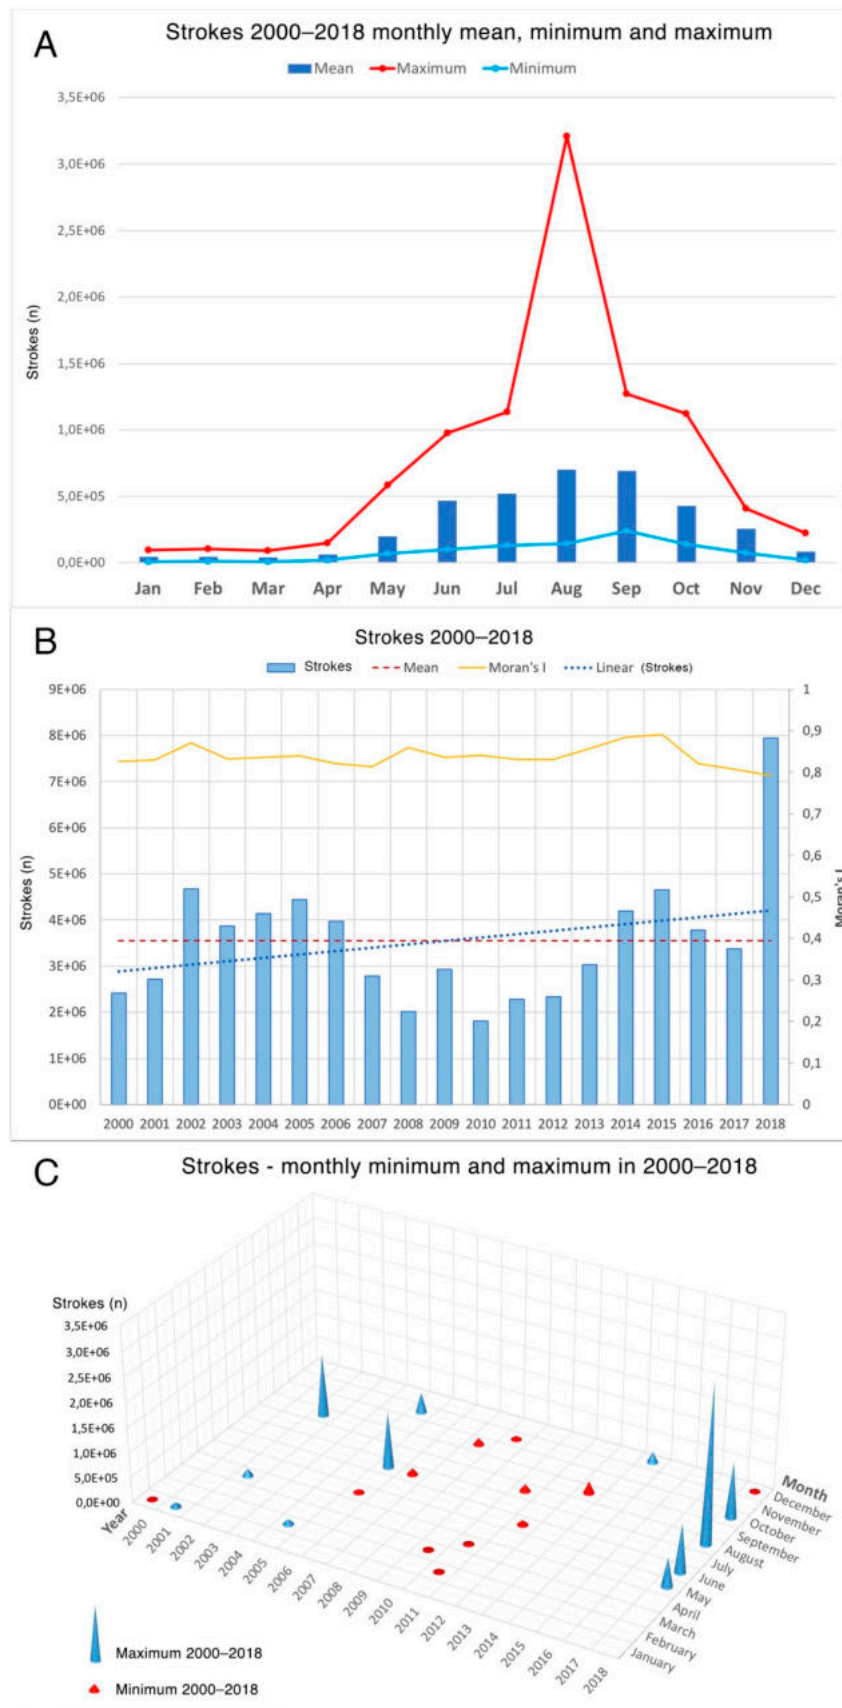 A
Strokes 2000–2018 monthly mean, minimum and maximum
Mean Maximum Minimum
3,5E+06
3,0E+06
2,5E+06
2,0E+06
1,5E+06
1,0E+06
5,0E+05
0,0E+00
Strokes (n)
Jan Feb Mar Apr May Jun Jul Aug Sep Oct Nov Dec
B
Strokes 2000–2018
Strokes Mean Moran's I Linear (Strokes)
9E+06
8E+06
7E+06
6E+06
5E+06
4E+06
3E+06
2E+06
1E+06
0E+00
Strokes (n)
1
0,9
0,8
0,7
0,6
0,5
0,4
0,3
0,2
0,1
0
Moran's I
2000 2001 2002 2003 2004 2005 2006 2007 2008 2009 2010 2011 2012 2013 2014 2015 2016 2017 2018
C
Strokes - monthly minimum and maximum in 2000–2018
Strokes (n)
3,5E+06
3,0E+06
2,5E+06
2,0E+06
1,5E+06
1,0E+06
5,0E+05
0,0E+00
Year
2000
2001
2002
2003
2004
2005
2006
2007
2008
2009
2010
2011
2012
2013
2014
2015
2016
2017
2018
Month
December
November
October
September
August
July
June
May
April
March
February
January
Maximum 2000–2018
Minimum 2000–2018